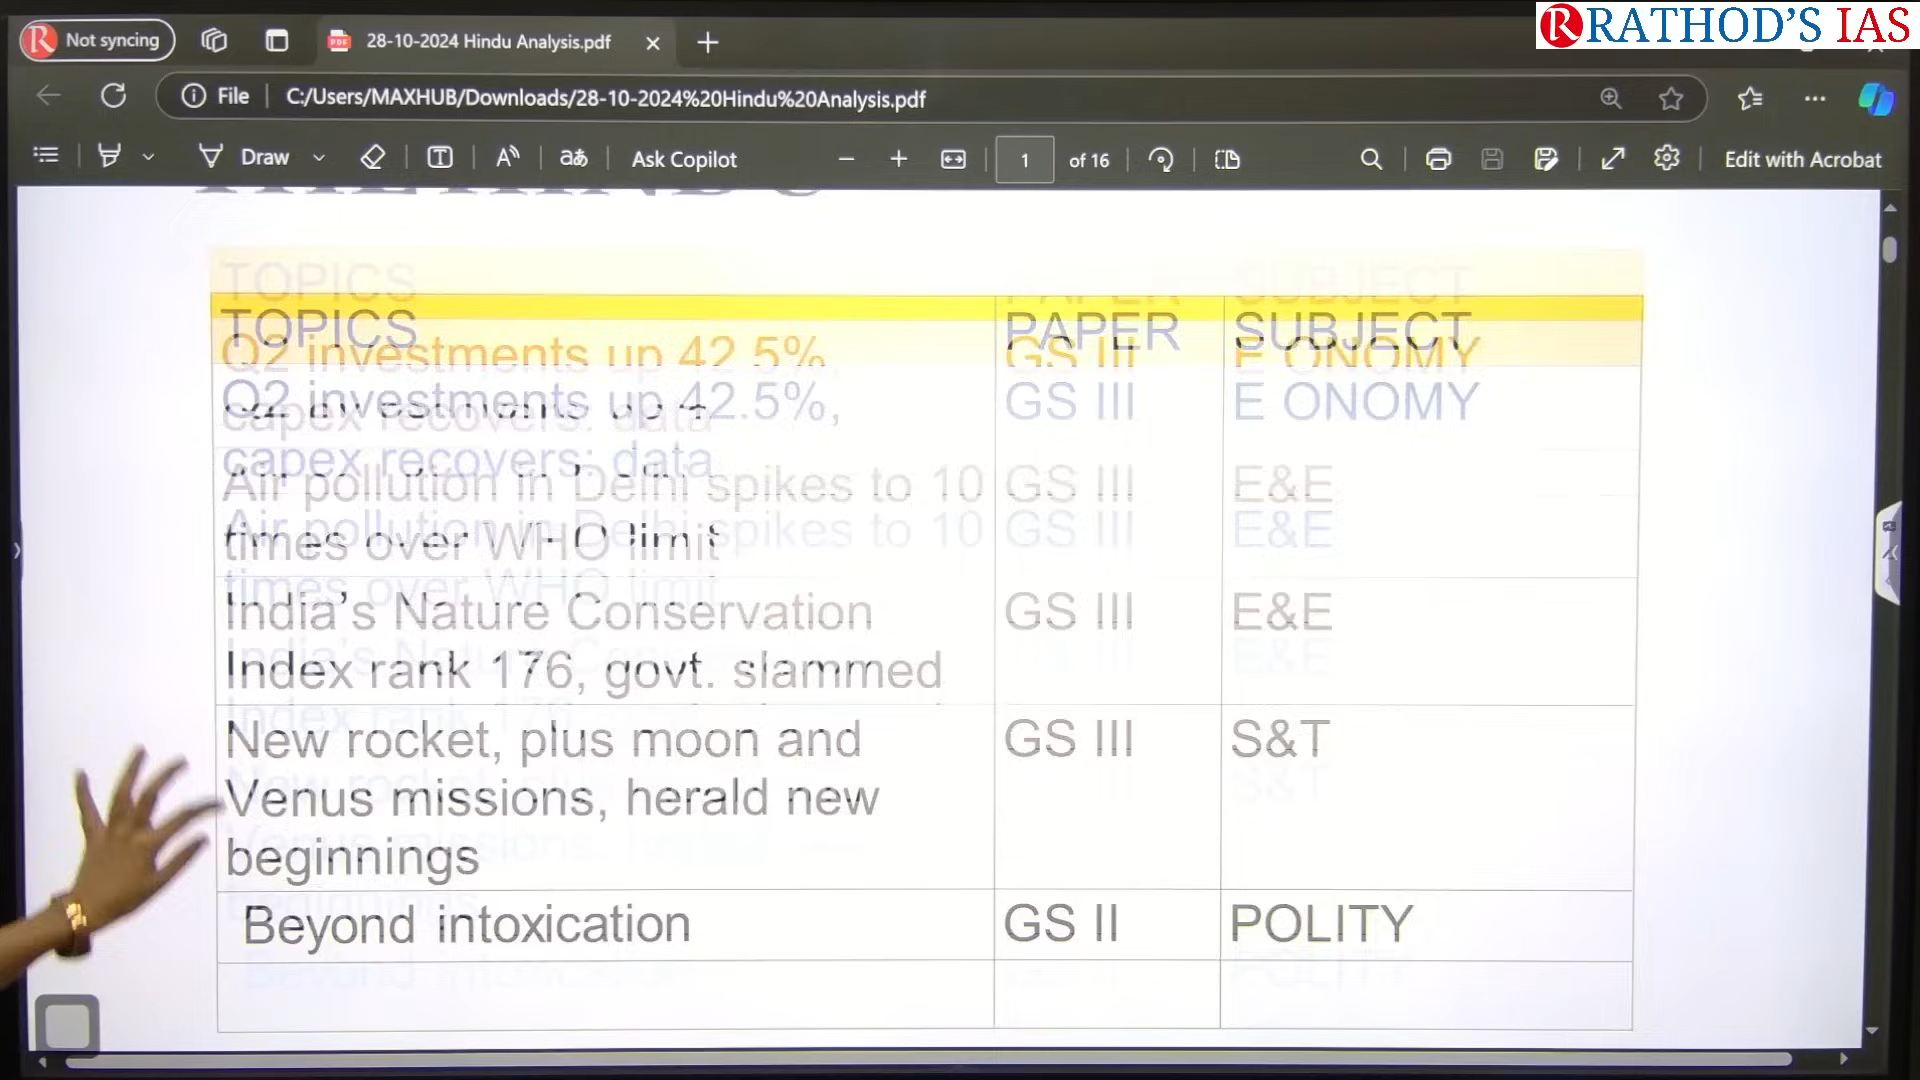 RATHOD'S IAS
Not syncing
28-10-2024 Hindu Analysis.pdf
File
C:/Users/MAXHUB/Downloads/28-10-2024%20Hindu%20Analysis.pdf
Draw
Ask Copilot
1 of 16
Edit with Acrobat
TOPICS PAPER SUBJECT
Q2 investments up 42.5%, GS III E ONOMY
capex recovers: data
Air pollution in Delhi spikes to 10 GS III E&E
times over WHO limit
India's Nature Conservation GS III E&E
Index rank 176, govt. slammed
New rocket, plus moon and GS III S&T
Venus missions, herald new
beginnings
Beyond intoxication GS II POLITY